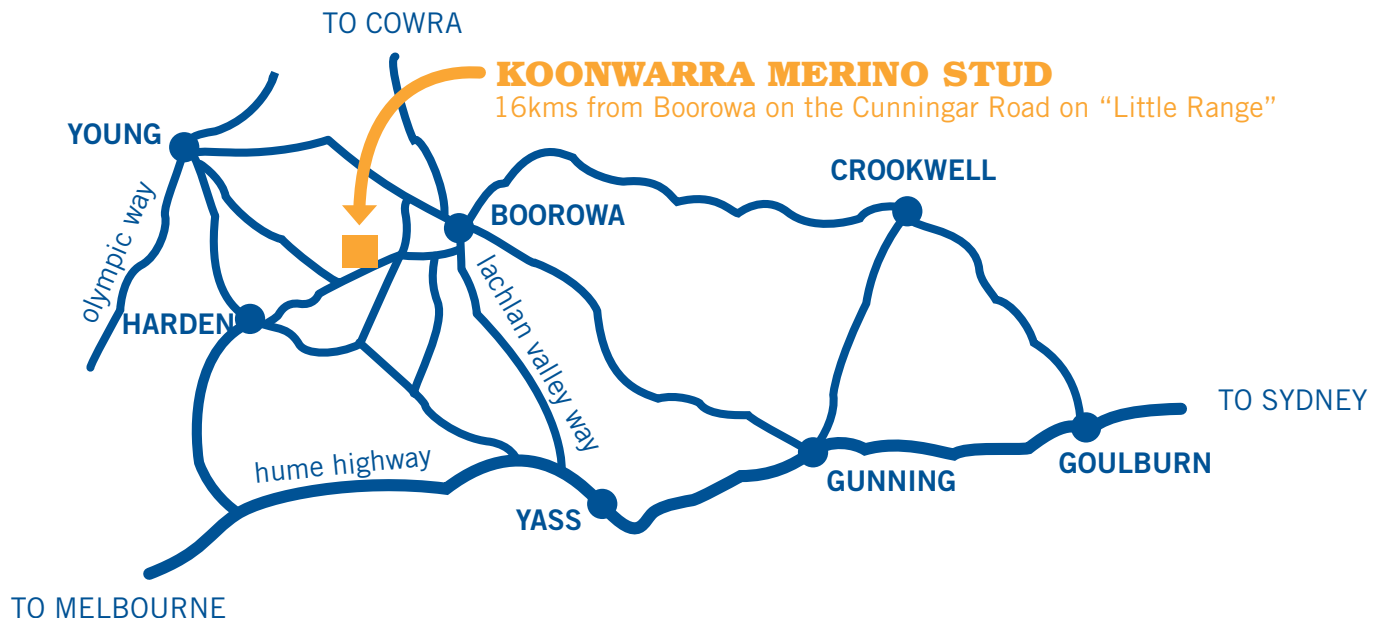 TO COWRA
KOONWARRA MERINO STUD
16kms from Boorowa on the Cunningar Road on “Little Range”
YOUNG
CROOKWELL
BOOROWA
olympic way
lachlan valley way
HARDEN
TO SYDNEY
hume highway
GOULBURN
GUNNING
YASS
TO MELBOURNE